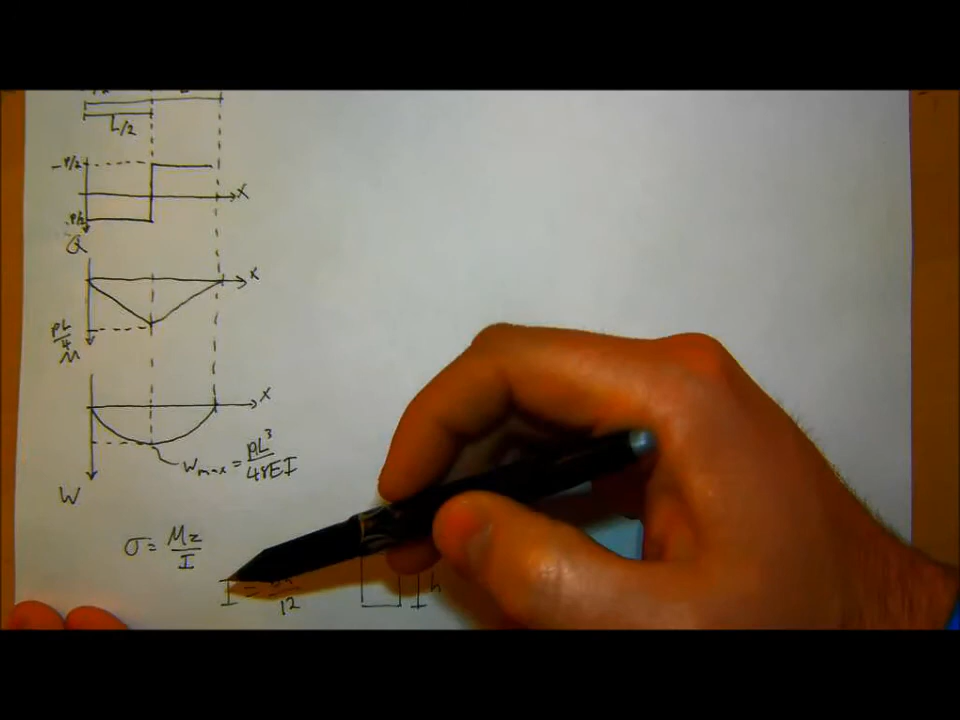 L/2
-P/2
x
P/2
Q
x
PL/4
M
x
Wmax = PL³/48EI
W
σ = Mz/I
I =
12
h